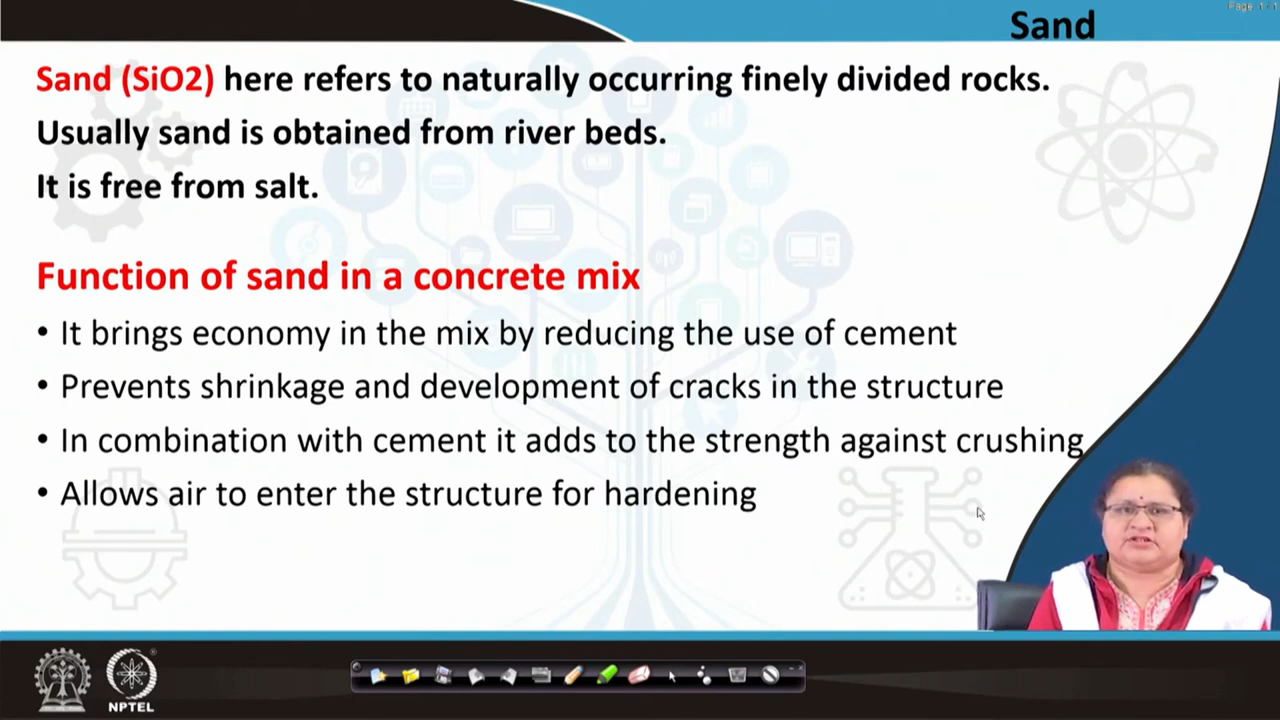 Page 1 / 1
Sand
Sand (SiO2) here refers to naturally occurring finely divided rocks.
Usually sand is obtained from river beds.
It is free from salt.
Function of sand in a concrete mix
• It brings economy in the mix by reducing the use of cement
• Prevents shrinkage and development of cracks in the structure
• In combination with cement it adds to the strength against crushing
• Allows air to enter the structure for hardening
NPTEL